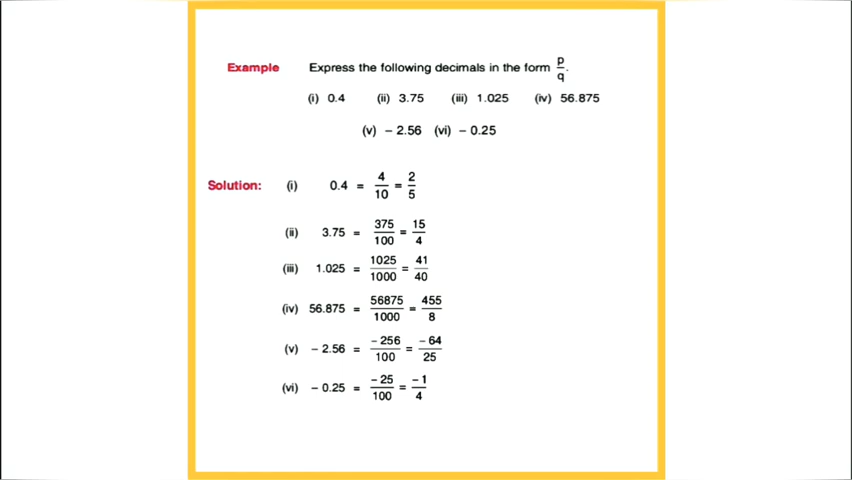 Example Express the following decimals in the form p/q.
(i) 0.4 (ii) 3.75 (iii) 1.025 (iv) 56.875
(v) – 2.56 (vi) – 0.25
Solution: (i) 0.4 = 4/10 = 2/5
(ii) 3.75 = 375/100 = 15/4
(iii) 1.025 = 1025/1000 = 41/40
(iv) 56.875 = 56875/1000 = 455/8
(v) – 2.56 = – 256/100 = – 64/25
(vi) – 0.25 = – 25/100 = – 1/4